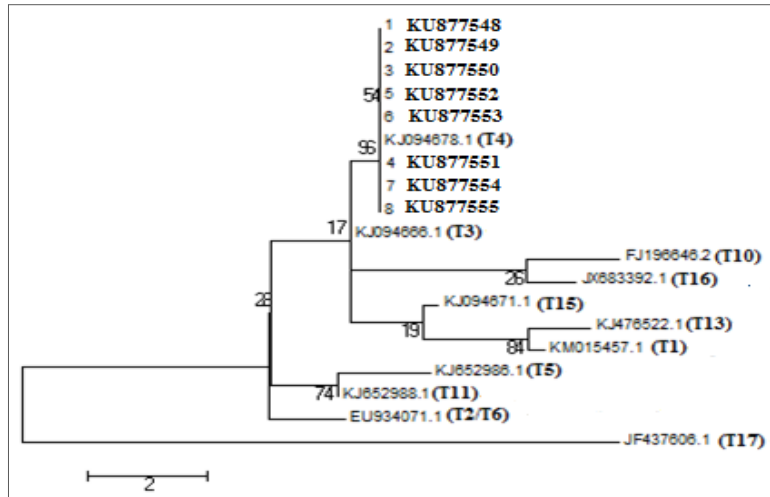 1 KU877548
2 KU877549
3 KU877550
54
5 KU877552
6 KU877553
KJ094678.1 (T4)
96
4 KU877551
7 KU877554
8 KU877555
17
KJ094666.1 (T3)
FJ196646.2 (T10)
26
JX683392.1 (T16)
28
KJ094671.1 (T15)
19
KJ476522.1 (T13)
84
KM015457.1 (T1)
KJ652986.1 (T5)
74
KJ652988.1 (T11)
EU934071.1 (T2/T6)
JF437606.1 (T17)
2